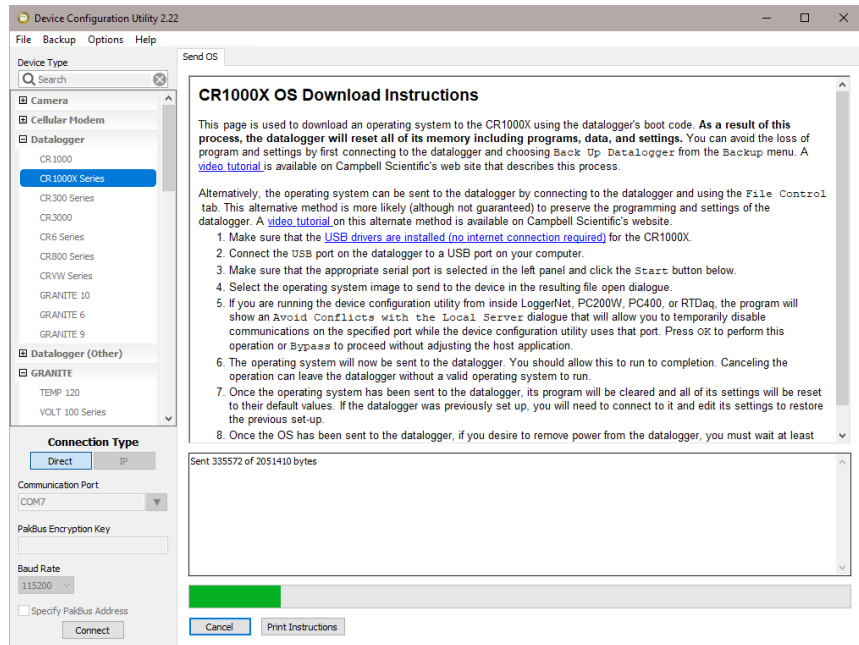 Device Configuration Utility 2.22
File Backup Options Help
Device Type
Search
Camera
Cellular Modem
Datalogger
CR1000
CR1000X Series
CR300 Series
CR3000
CR6 Series
CR800 Series
CRVW Series
GRANITE 10
GRANITE 6
GRANITE 9
Datalogger (Other)
GRANITE
TEMP 120
VOLT 100 Series
Connection Type
Direct IP
Communication Port
COM7
PakBus Encryption Key
Baud Rate
115200
Specify PakBus Address
Connect
Send OS
CR1000X OS Download Instructions
This page is used to download an operating system to the CR1000X using the datalogger's boot code. As a result of this
process, the datalogger will reset all of its memory including programs, data, and settings. You can avoid the loss of
program and settings by first connecting to the datalogger and choosing Back Up Datalogger from the Backup menu. A
video tutorial is available on Campbell Scientific's web site that describes this process.
Alternatively, the operating system can be sent to the datalogger by connecting to the datalogger and using the File Control
tab. This alternative method is more likely (although not guaranteed) to preserve the programming and settings of the
datalogger. A video tutorial on this alternate method is available on Campbell Scientific's website.
1. Make sure that the USB drivers are installed (no internet connection required) for the CR1000X.
2. Connect the USB port on the datalogger to a USB port on your computer.
3. Make sure that the appropriate serial port is selected in the left panel and click the Start button below.
4. Select the operating system image to send to the device in the resulting file open dialogue.
5. If you are running the device configuration utility from inside LoggerNet, PC200W, PC400, or RTDaq, the program will
show an Avoid Conflicts with the Local Server dialogue that will allow you to temporarily disable
communications on the specified port while the device configuration utility uses that port. Press OK to perform this
operation or Bypass to proceed without adjusting the host application.
6. The operating system will now be sent to the datalogger. You should allow this to run to completion. Canceling the
operation can leave the datalogger without a valid operating system to run.
7. Once the operating system has been sent to the datalogger, its program will be cleared and all of its settings will be reset
to their default values. If the datalogger was previously set up, you will need to connect to it and edit its settings to restore
the previous set-up.
8. Once the OS has been sent to the datalogger, if you desire to remove power from the datalogger, you must wait at least
Sent 335572 of 2051410 bytes
Cancel Print Instructions